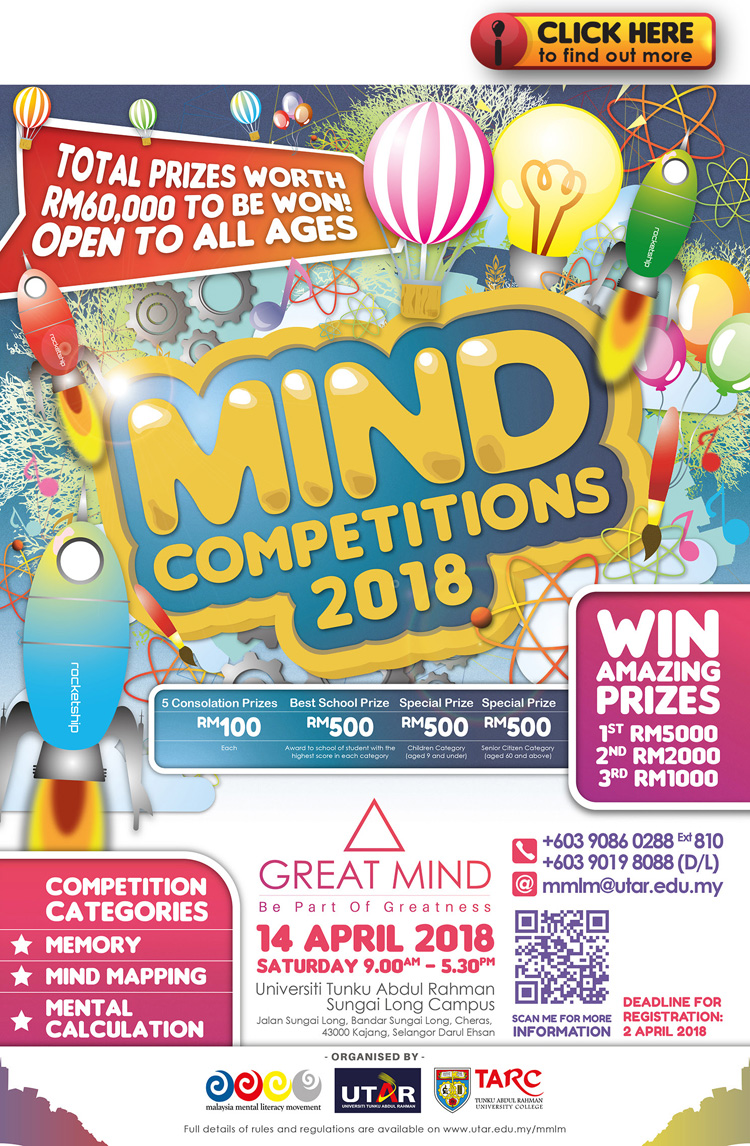 CLICK HERE
to find out more
TOTAL PRIZES WORTH
RM60,000 TO BE WON!
OPEN TO ALL AGES
rocketship
rocketship
MIND
COMPETITIONS
2018
rocketship
WIN
AMAZING
PRIZES
1ST RM5000
2ND RM2000
3RD RM1000
5 Consolation Prizes
RM100
Each
Best School Prize
RM500
Award to school of student with the
highest score in each category
Special Prize
RM500
Children Category
(aged 9 and under)
Special Prize
RM500
Senior Citizen Category
(aged 60 and above)
COMPETITION
CATEGORIES
MEMORY
MIND MAPPING
MENTAL
CALCULATION
GREAT MIND
Be Part Of Greatness
14 APRIL 2018
SATURDAY 9.00AM – 5.30PM
Universiti Tunku Abdul Rahman
Sungai Long Campus
Jalan Sungai Long, Bandar Sungai Long, Cheras,
43000 Kajang, Selangor Darul Ehsan
+603 9086 0288 Ext 810
+603 9019 8088 (D/L)
@ mmlm@utar.edu.my
SCAN ME FOR MORE
INFORMATION
DEADLINE FOR
REGISTRATION:
2 APRIL 2018
- ORGANISED BY -
malaysia mental literacy movement
UTAR
UNIVERSITI TUNKU ABDUL RAHMAN
TARC
TUNKU ABDUL RAHMAN
UNIVERSITY COLLEGE
Full details of rules and regulations are available on www.utar.edu.my/mmlm